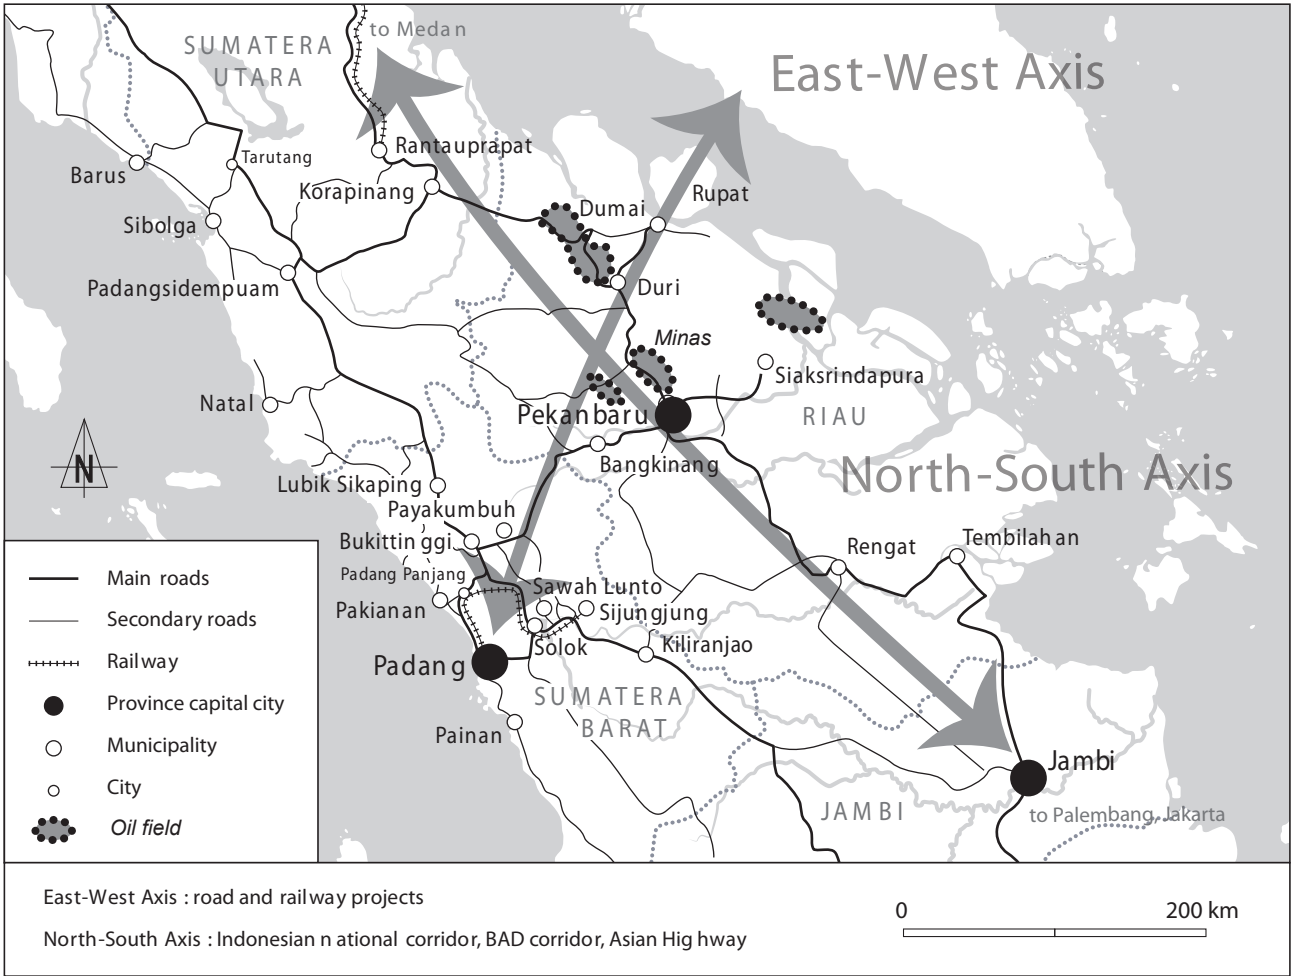 to Medan
SUMATERA
UTARA
East-West Axis
Rantauprapat
Tarutang
Barus
Korapinang
Rupat
Dumai
Sibolga
Padangsidempuam
Duri
Minas
Siaksrindapura
Natal
Pekanbaru
RIAU
Bangkinang
North-South Axis
N
Lubik Sikaping
Payakumbuh
Bukittinggi
Rengat
Tembilahan
Padang Panjang
Sawah Lunto
Pakianan
Sijungjung
Solok
Kiliranjao
Padang
SUMATERA
BARAT
Painan
Jambi
JAMBI
to Palembang, Jakarta
Main roads
Secondary roads
Railway
Province capital city
Municipality
City
Oil field
East-West Axis : road and railway projects
North-South Axis : Indonesian national corridor, BAD corridor, Asian Highway
0 200 km